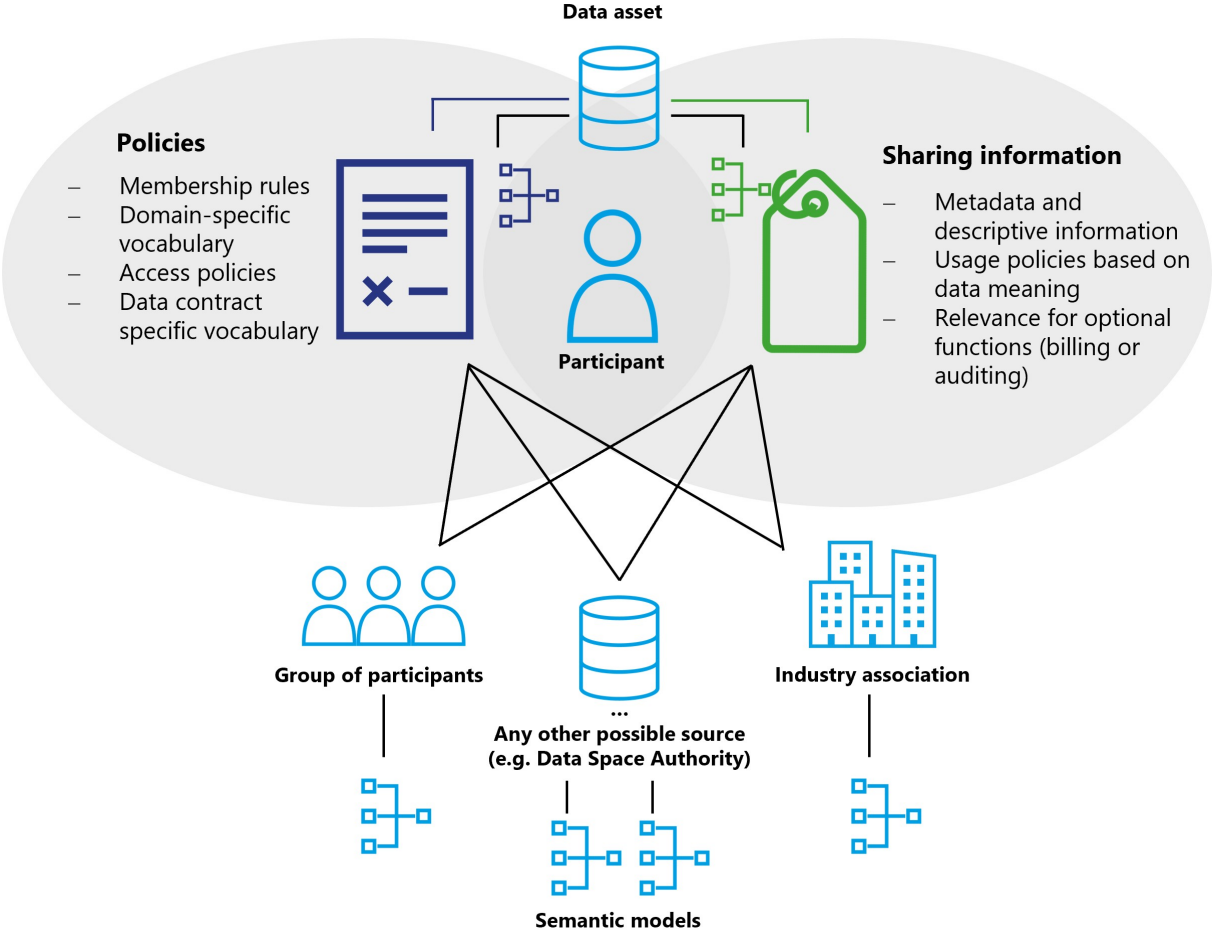 Data asset
Policies
– Membership rules
– Domain-specific
vocabulary
– Access policies
– Data contract
specific vocabulary
Participant
Sharing information
– Metadata and
descriptive information
– Usage policies based on
data meaning
– Relevance for optional
functions (billing or
auditing)
Group of participants
...
Any other possible source
(e.g. Data Space Authority)
Industry association
Semantic models